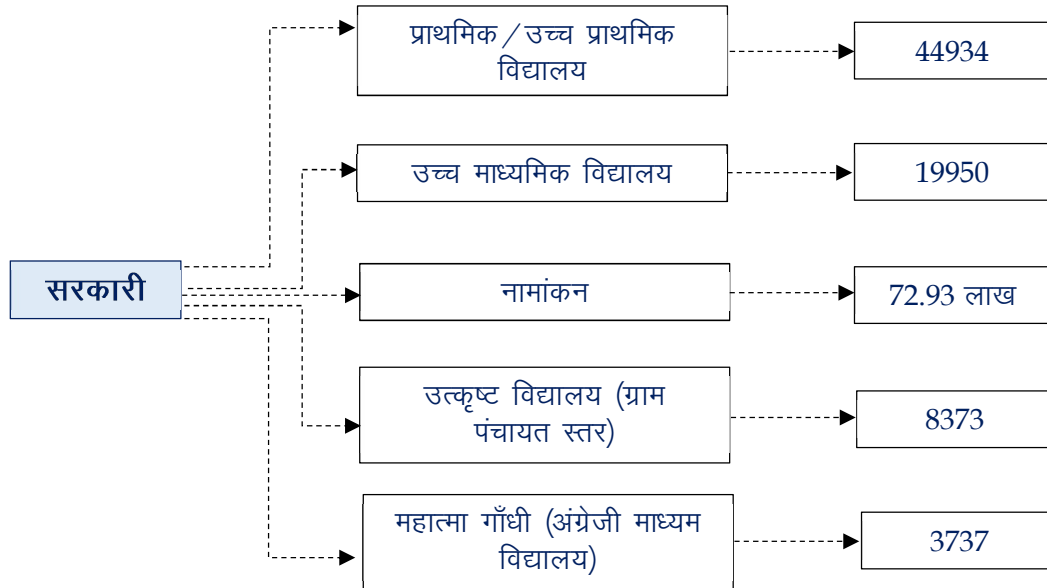 प्राथमिक / उच्च प्राथमिक
विद्यालय
44934
उच्च माध्यमिक विद्यालय
19950
सरकारी
नामांकन
72.93 लाख
उत्कृष्ट विद्यालय (ग्राम
पंचायत स्तर)
8373
महात्मा गाँधी (अंग्रेजी माध्यम
विद्यालय)
3737